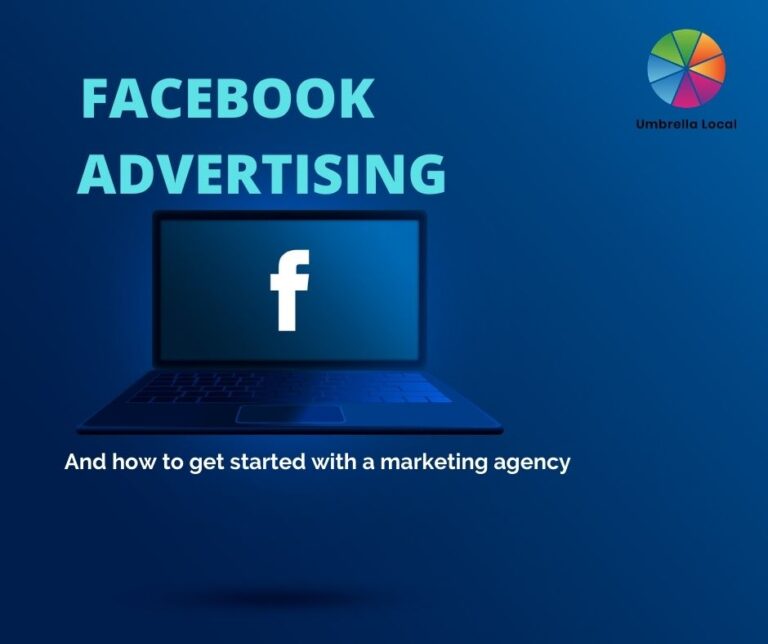 Umbrella Local
FACEBOOK
ADVERTISING
f
And how to get started with a marketing agency